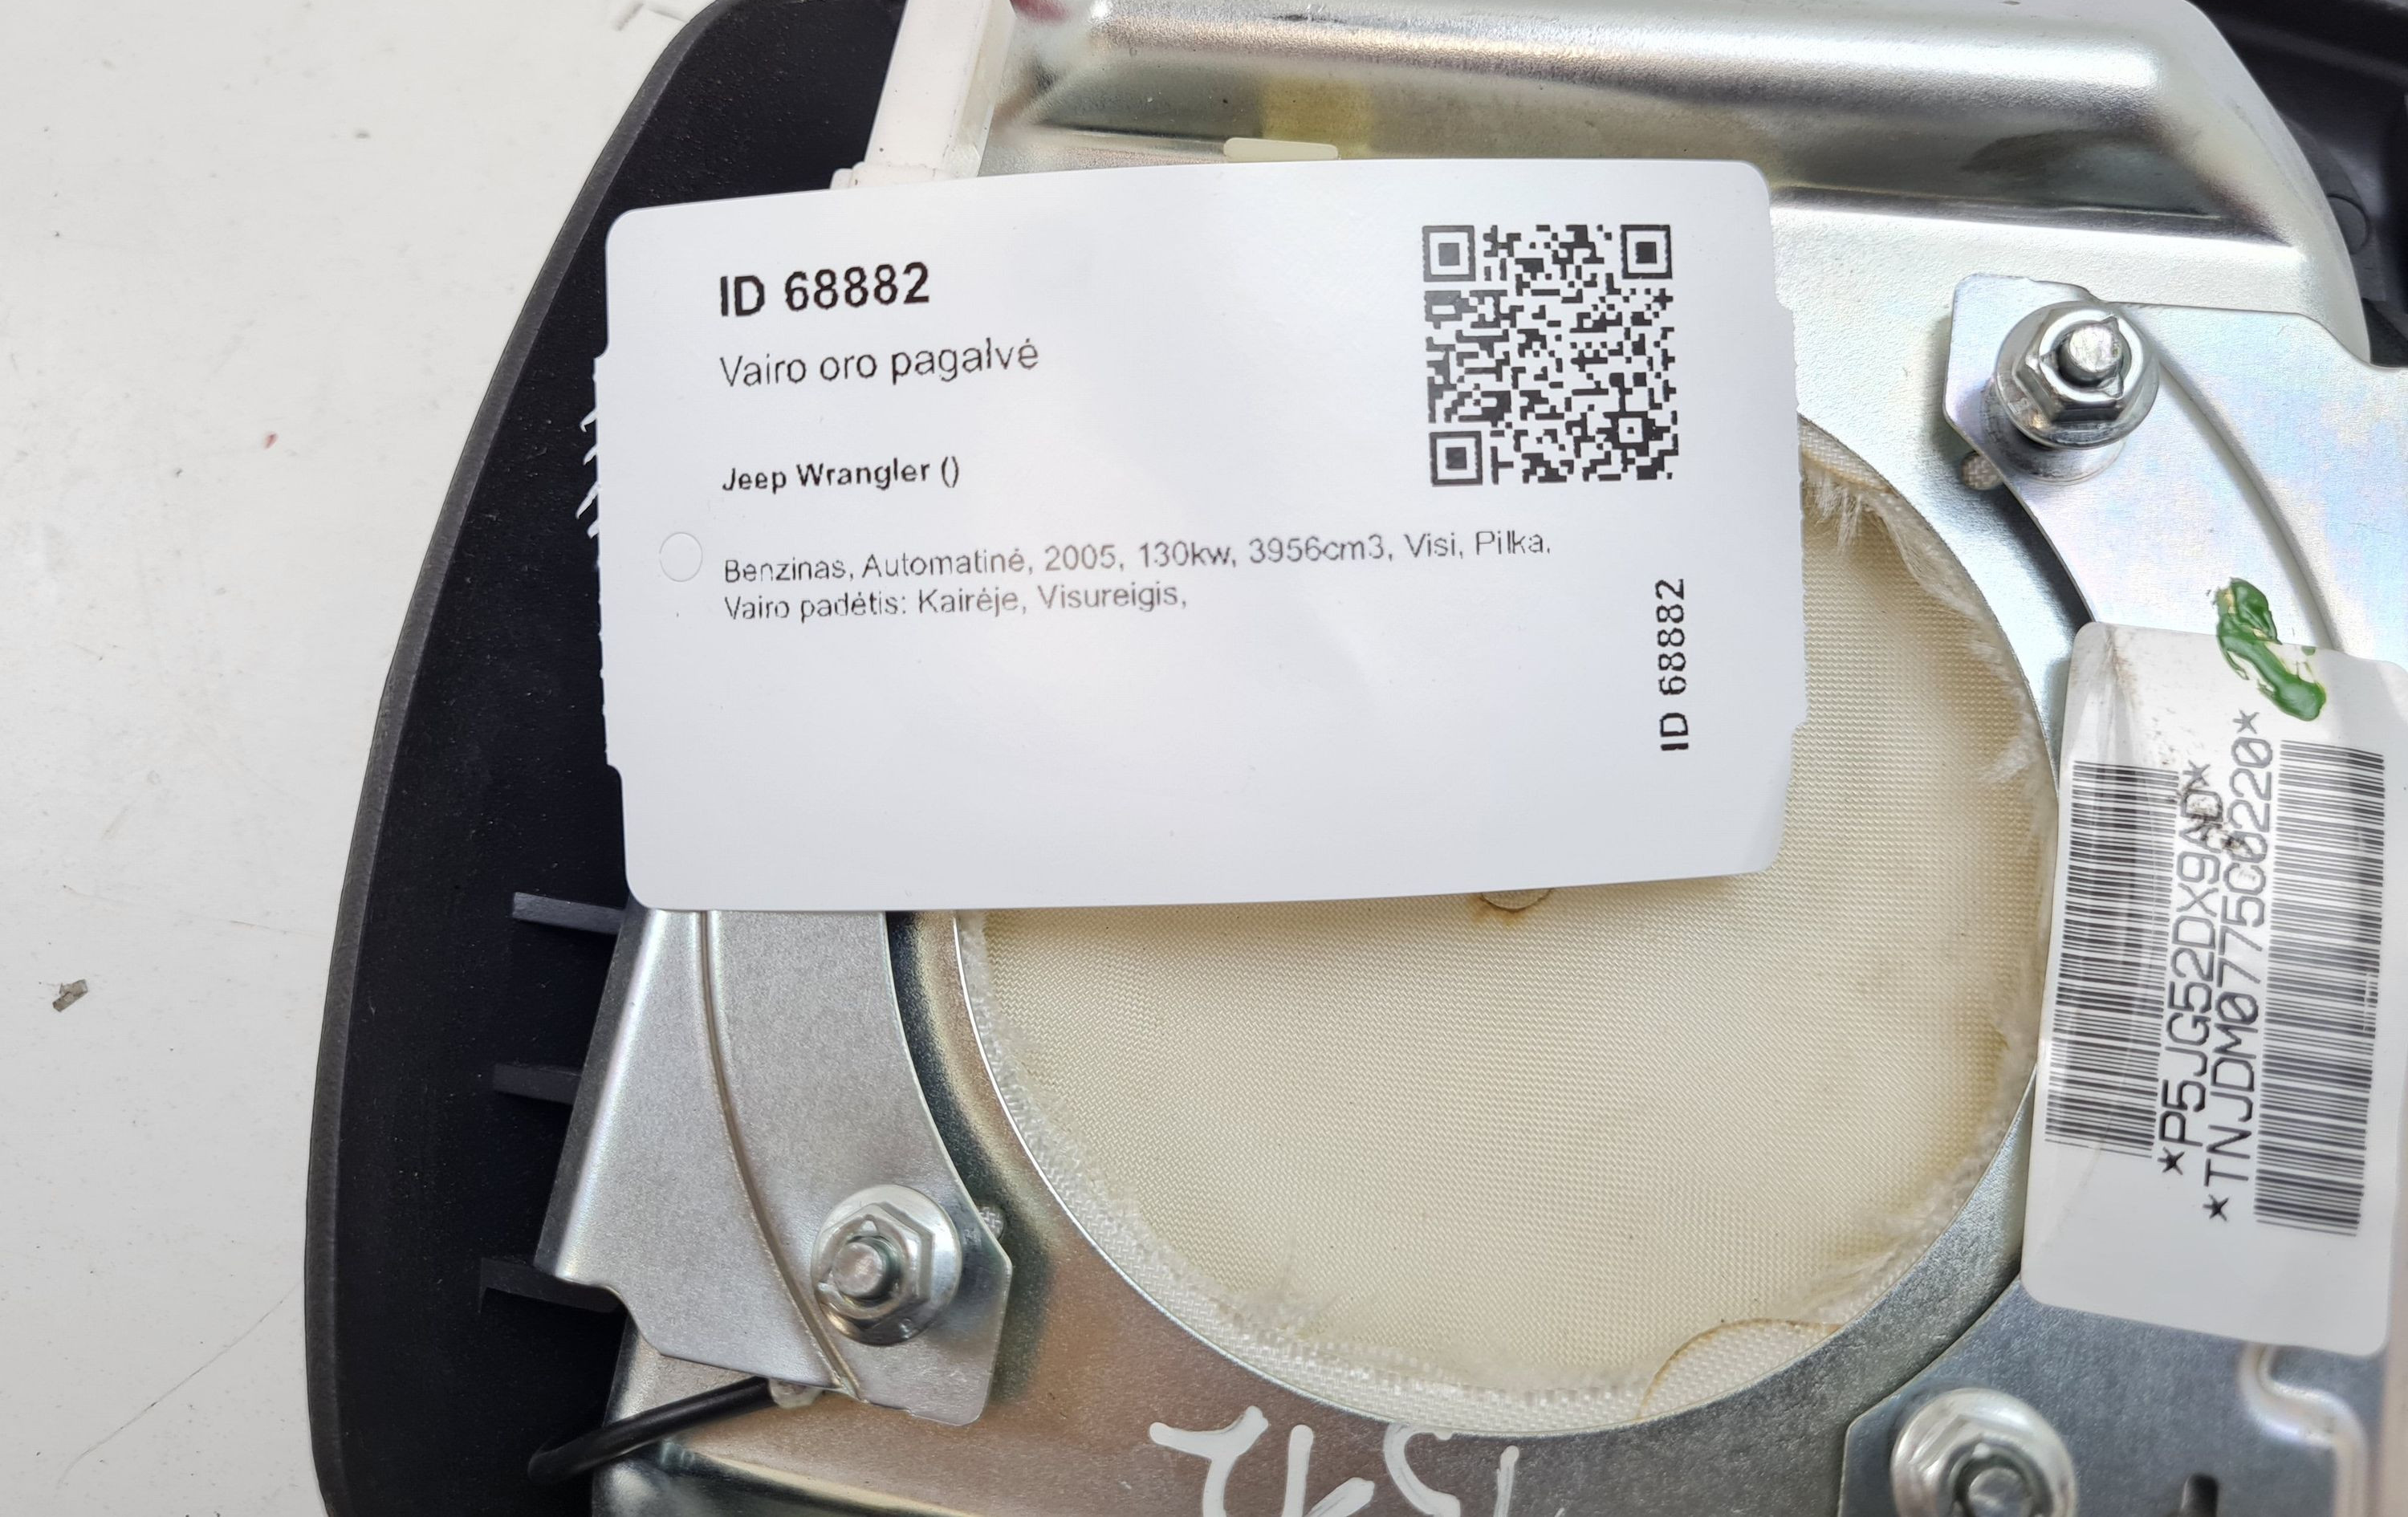 ID 68882
Vairo oro pagalvė
Jeep Wrangler ()
Benzinas, Automatinė, 2005, 130kw, 3956cm3, Visi, Pilka,
Vairo padėtis: Kairėje, Visureigis,
ID 68882
*P5JG52DX9AD*
*TNJDM0775C02220*